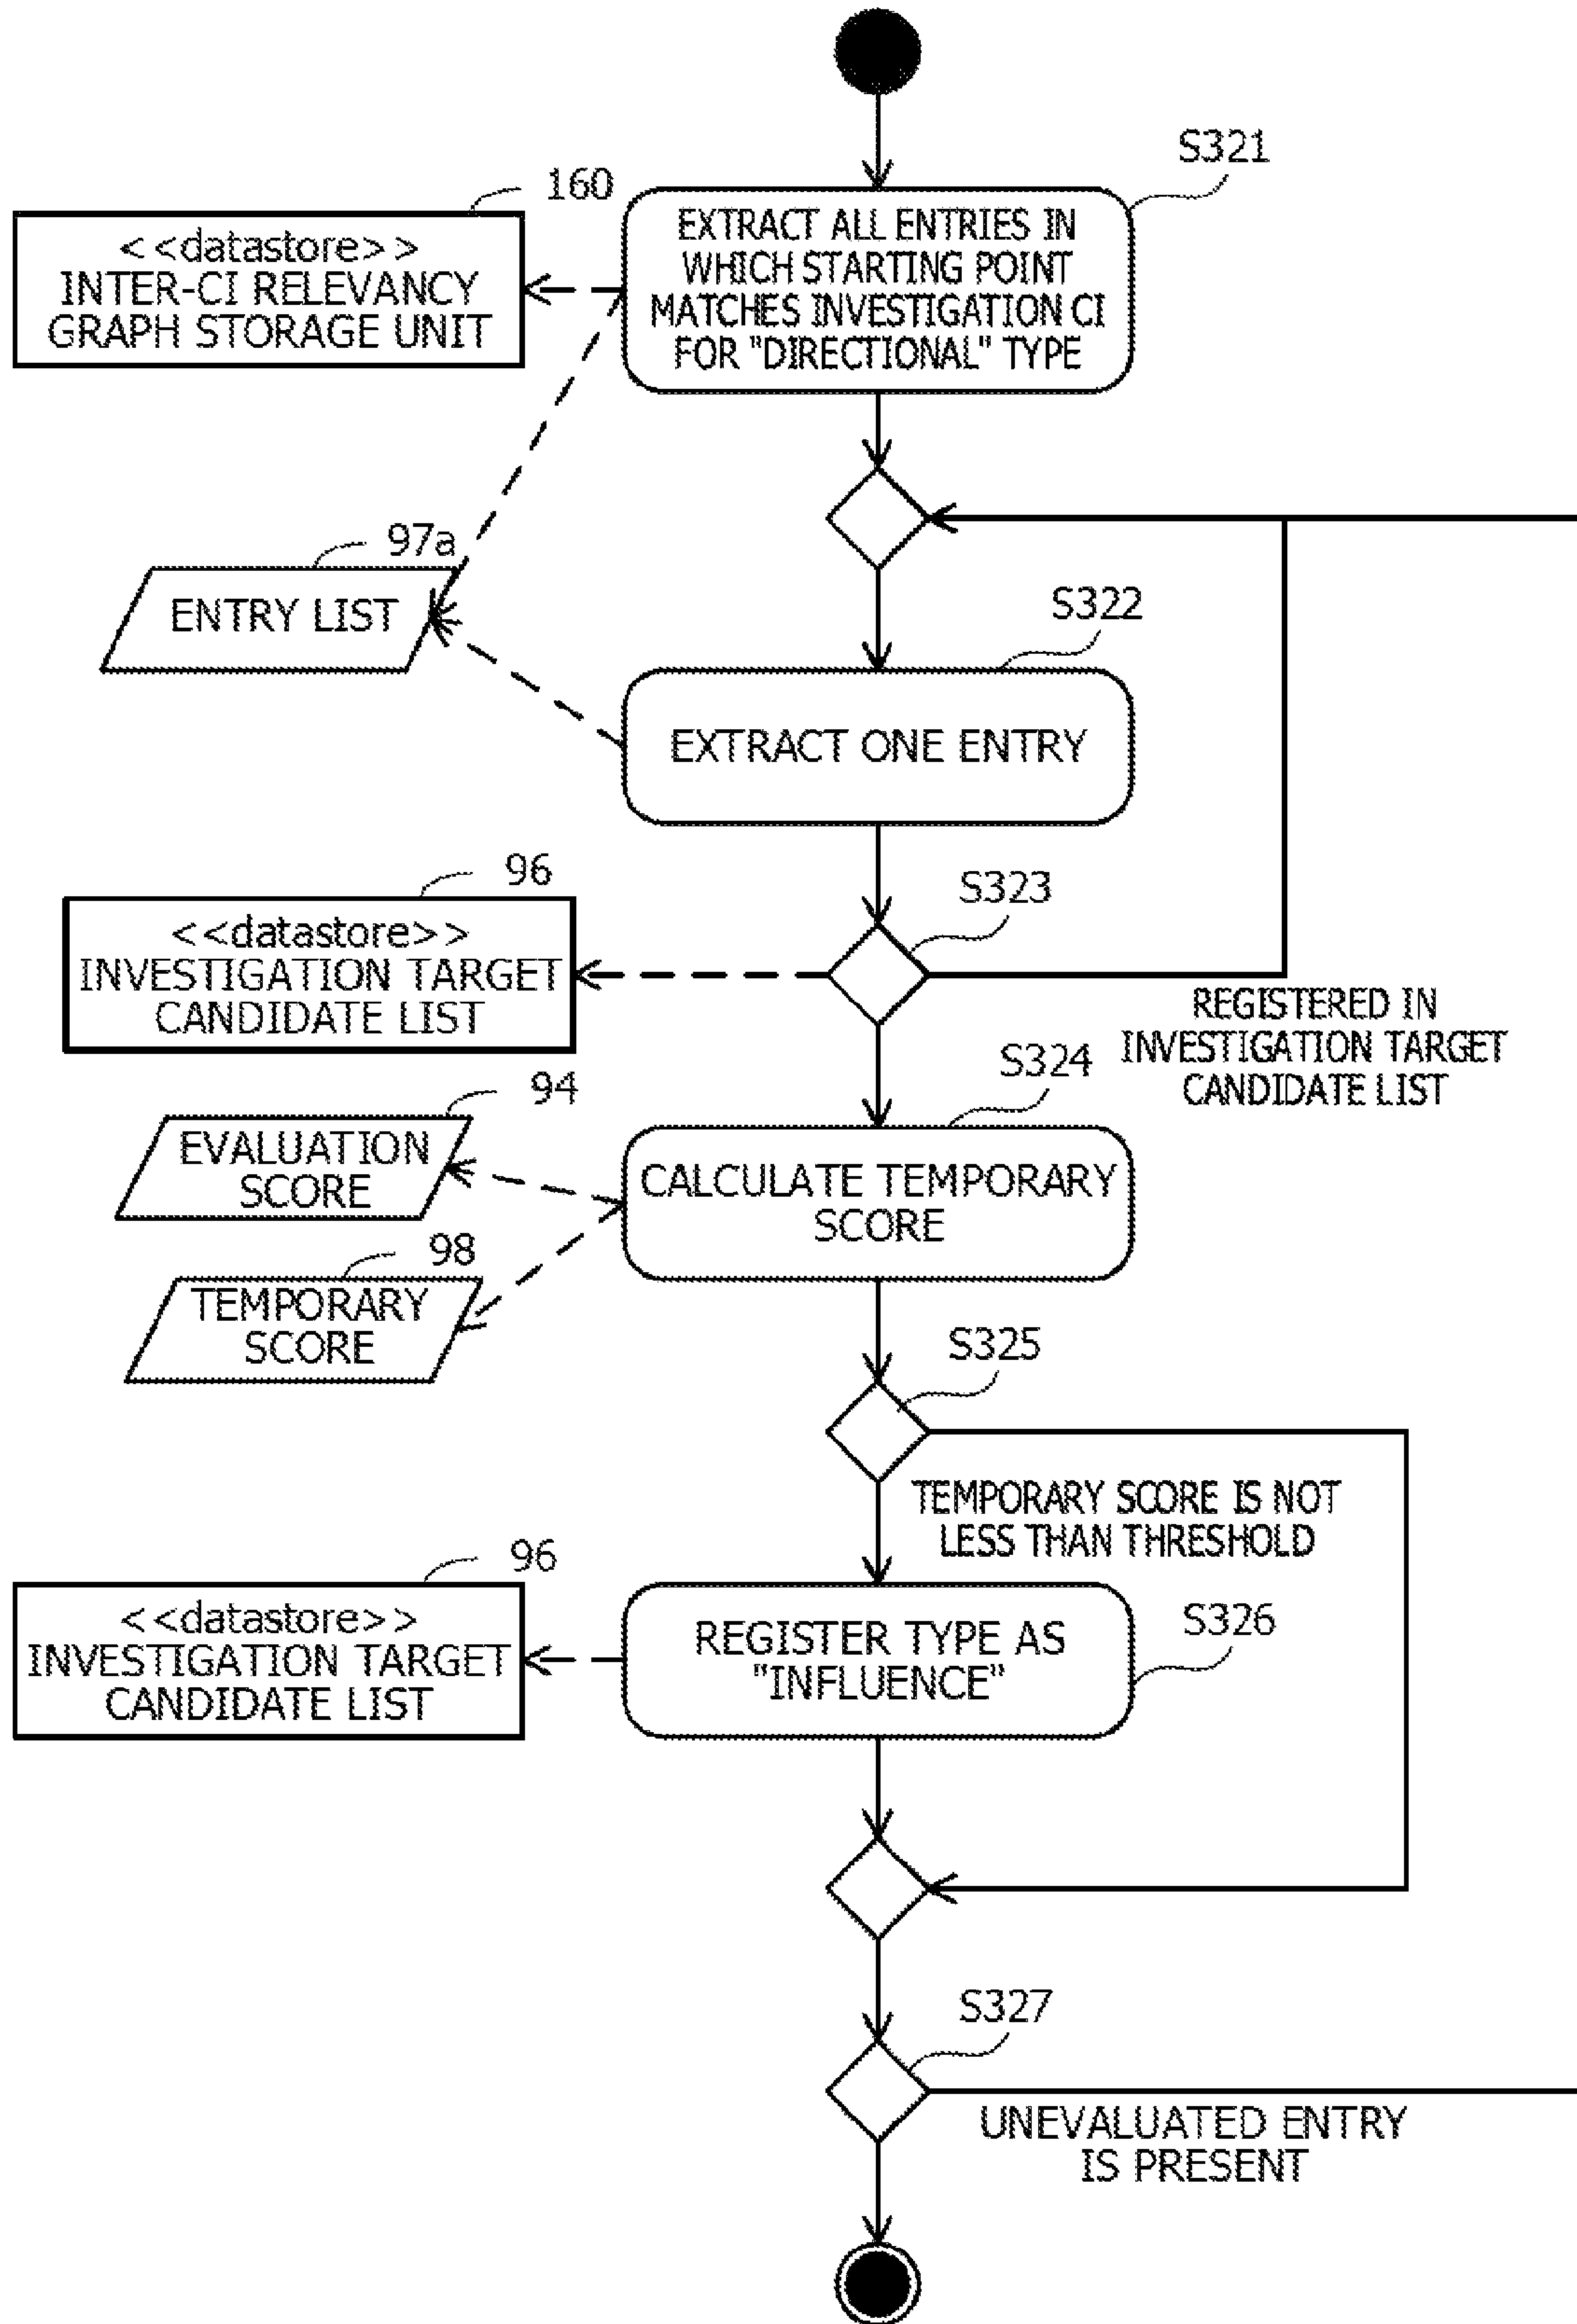 S321
160
<<datastore>>
INTER-CI RELEVANCY
GRAPH STORAGE UNIT
EXTRACT ALL ENTRIES IN
WHICH STARTING POINT
MATCHES INVESTIGATION CI
FOR "DIRECTIONAL" TYPE
97a
ENTRY LIST
S322
EXTRACT ONE ENTRY
96
<<datastore>>
INVESTIGATION TARGET
CANDIDATE LIST
S323
REGISTERED IN
INVESTIGATION TARGET
CANDIDATE LIST
94
EVALUATION
SCORE
S324
CALCULATE TEMPORARY
SCORE
98
TEMPORARY
SCORE
S325
TEMPORARY SCORE IS NOT
LESS THAN THRESHOLD
96
<<datastore>>
INVESTIGATION TARGET
CANDIDATE LIST
REGISTER TYPE AS
"INFLUENCE"
S326
S327
UNEVALUATED ENTRY
IS PRESENT